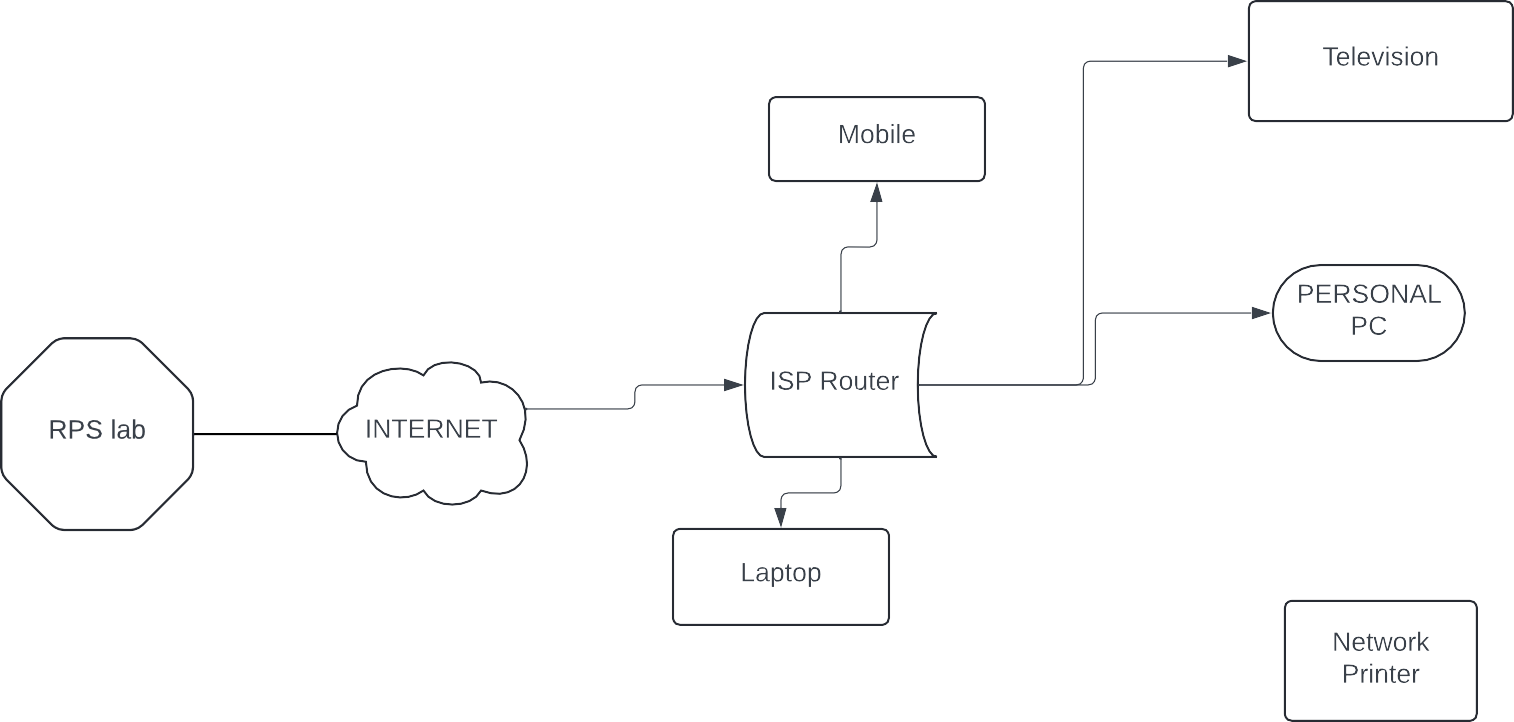 Television
Mobile
PERSONAL
PC
ISP Router
RPS lab
INTERNET
Laptop
Network
Printer